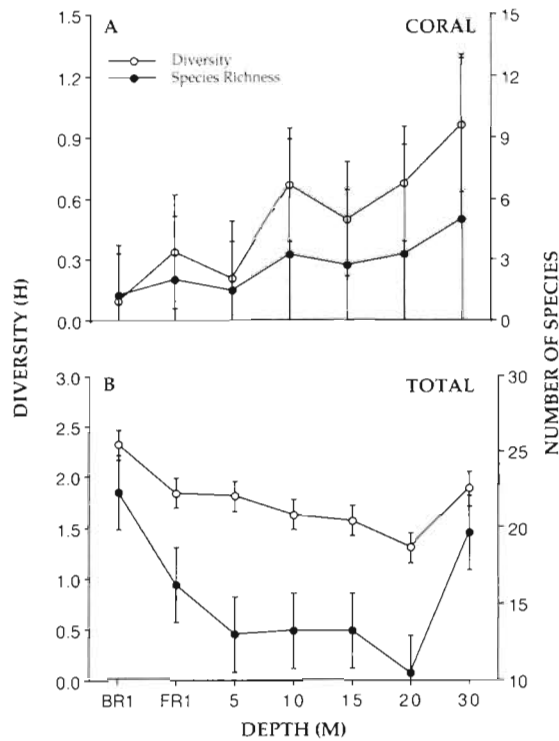 A
CORAL
Diversity
Species Richness
1.5
1.2
0.9
0.6
0.3
0.0
15
12
9
6
3
0
DIVERSITY (H)
NUMBER OF SPECIES
B
TOTAL
3.0
2.5
2.0
1.5
1.0
0.5
0.0
30
25
20
15
10
BR1 FR1 5 10 15 20 30
DEPTH (M)